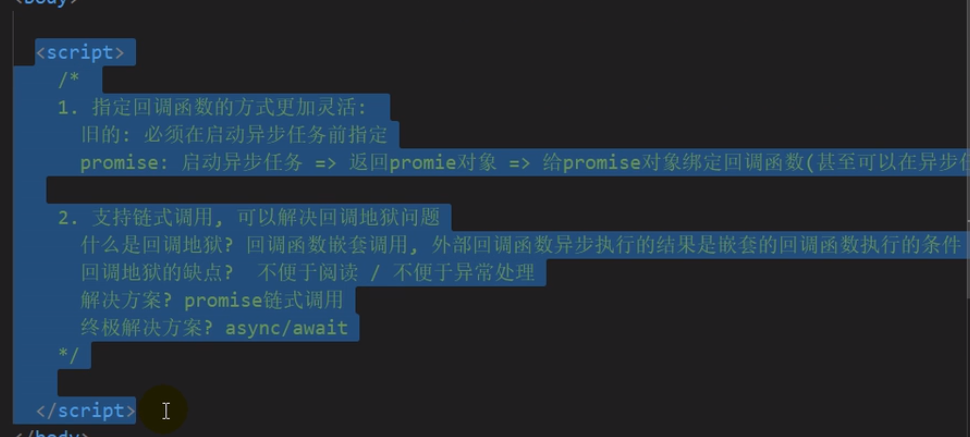 <body>
<script>
/*
1. 指定回调函数的方式更加灵活:
旧的: 必须在启动异步任务前指定
promise: 启动异步任务 => 返回promie对象 => 给promise对象绑定回调函数(甚至可以在异步
2. 支持链式调用, 可以解决回调地狱问题
什么是回调地狱? 回调函数嵌套调用, 外部回调函数异步执行的结果是嵌套的回调函数执行的条件
回调地狱的缺点? 不便于阅读 / 不便于异常处理
解决方案? promise链式调用
终极解决方案? async/await
*/
</script>
</body>